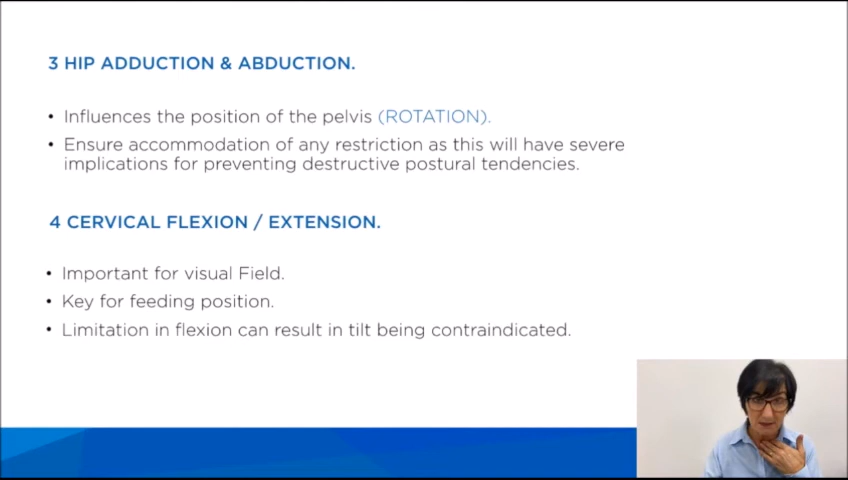 3 HIP ADDUCTION & ABDUCTION.
• Influences the position of the pelvis (ROTATION).
• Ensure accommodation of any restriction as this will have severe
implications for preventing destructive postural tendencies.
4 CERVICAL FLEXION / EXTENSION.
• Important for visual Field.
• Key for feeding position.
• Limitation in flexion can result in tilt being contraindicated.